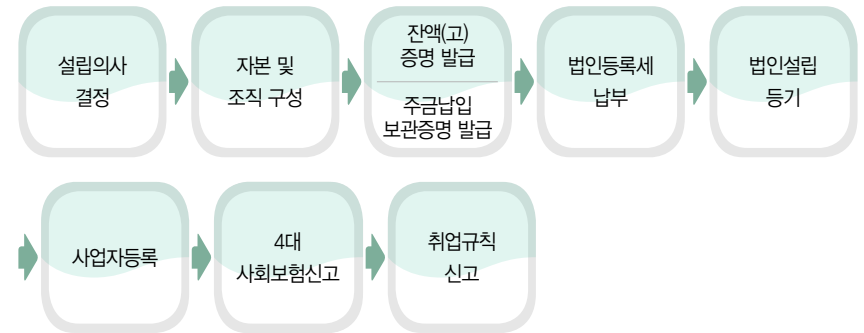 설립의사
결정
자본 및
조직 구성
잔액(고)
증명 발급
주금납입
보관증명 발급
법인등록세
납부
법인설립
등기
사업자등록
4대
사회보험신고
취업규칙
신고